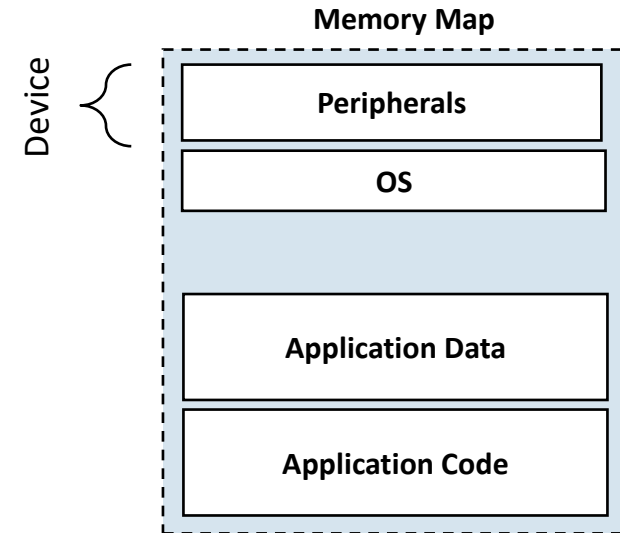 Memory Map
Device
Peripherals
OS
Application Data
Application Code